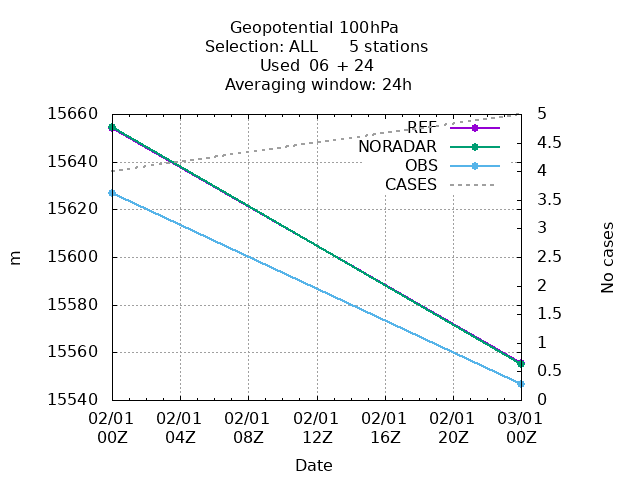 Geopotential 100hPa
Selection: ALL      5 stations
Used  06 + 24
Averaging window: 24h
15660
15640
15620
15600
15580
15560
15540
m
5
4.5
4
3.5
3
2.5
2
1.5
1
0.5
0
No cases
REF
NORADAR
OBS
CASES
02/01 02/01 02/01 02/01 02/01 02/01 03/01
00Z 04Z 08Z 12Z 16Z 20Z 00Z
Date